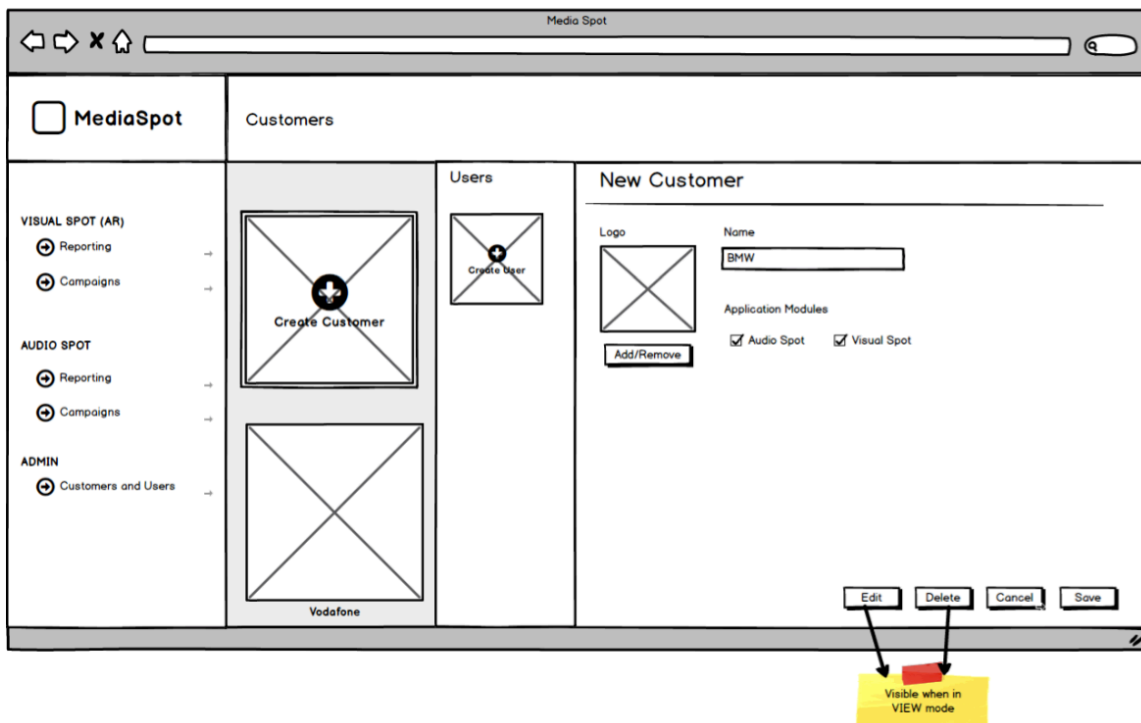 Media Spot
MediaSpot
Customers
VISUAL SPOT (AR)
Reporting
Campaigns
AUDIO SPOT
Reporting
Campaigns
ADMIN
Customers and Users
Create Customer
Vodafone
Users
Create User
New Customer
Logo
Add/Remove
Name
BMW
Application Modules
Audio Spot
Visual Spot
Edit
Delete
Cancel
Save
Visible when in
VIEW mode